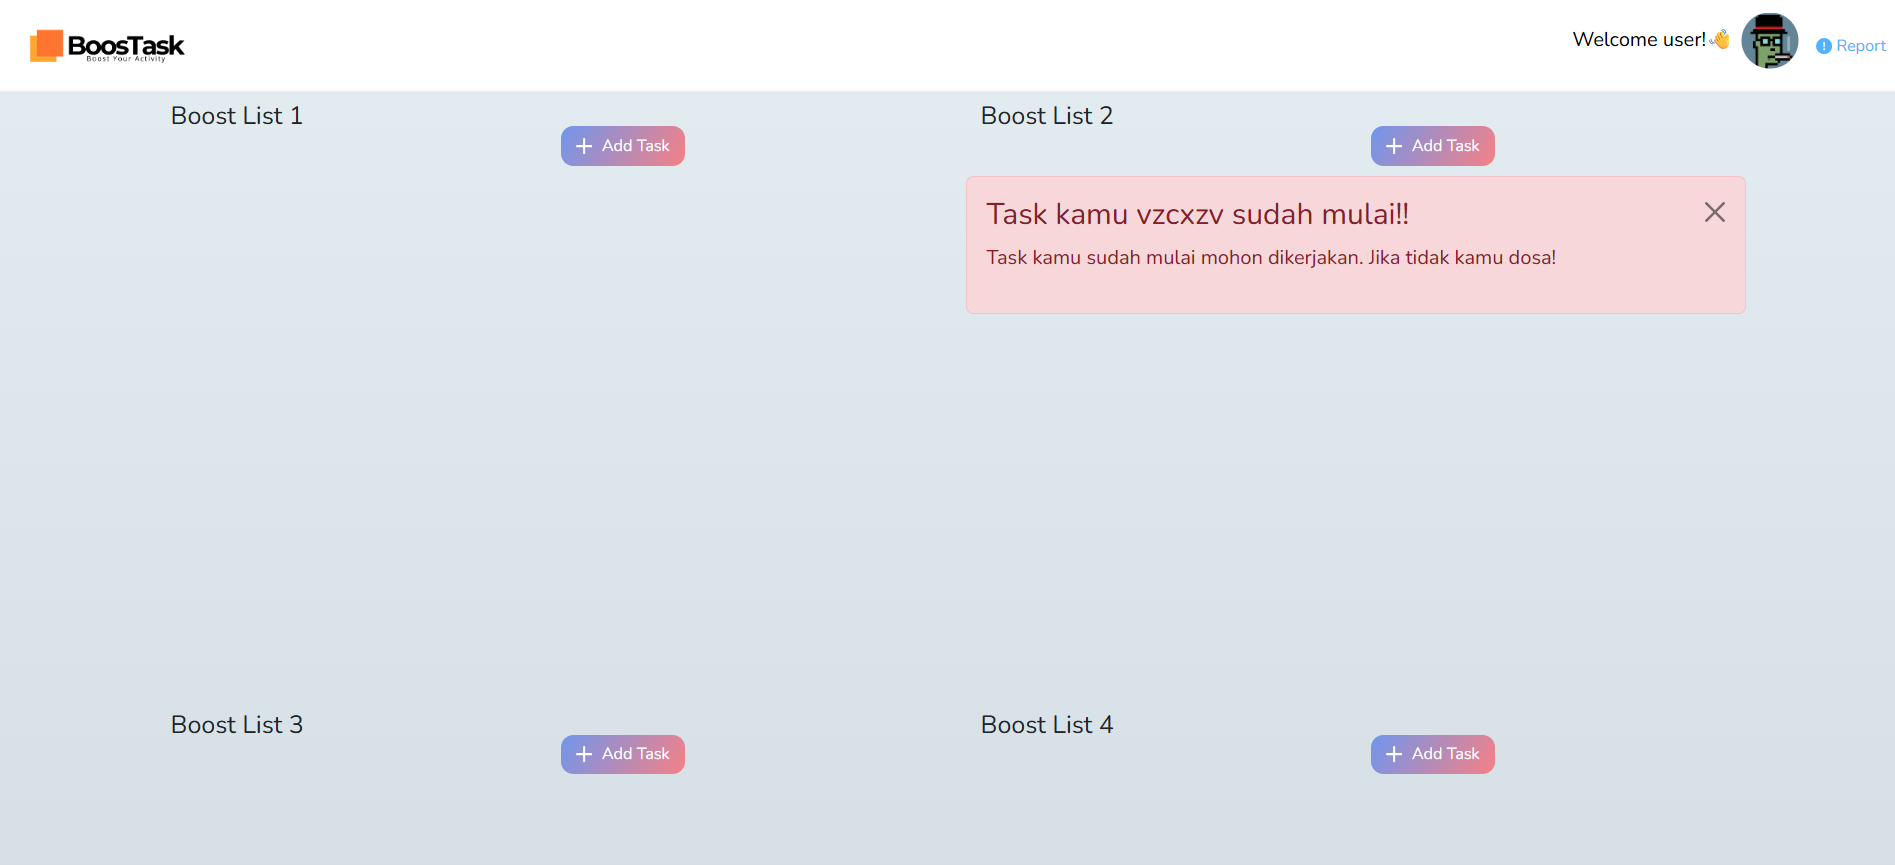 BoosTask
Boost Your Activity
Welcome user!👋
Report
Boost List 1
Add Task
Boost List 2
Add Task
Task kamu vzcxzv sudah mulai!!
Task kamu sudah mulai mohon dikerjakan. Jika tidak kamu dosa!
Boost List 3
Add Task
Boost List 4
Add Task